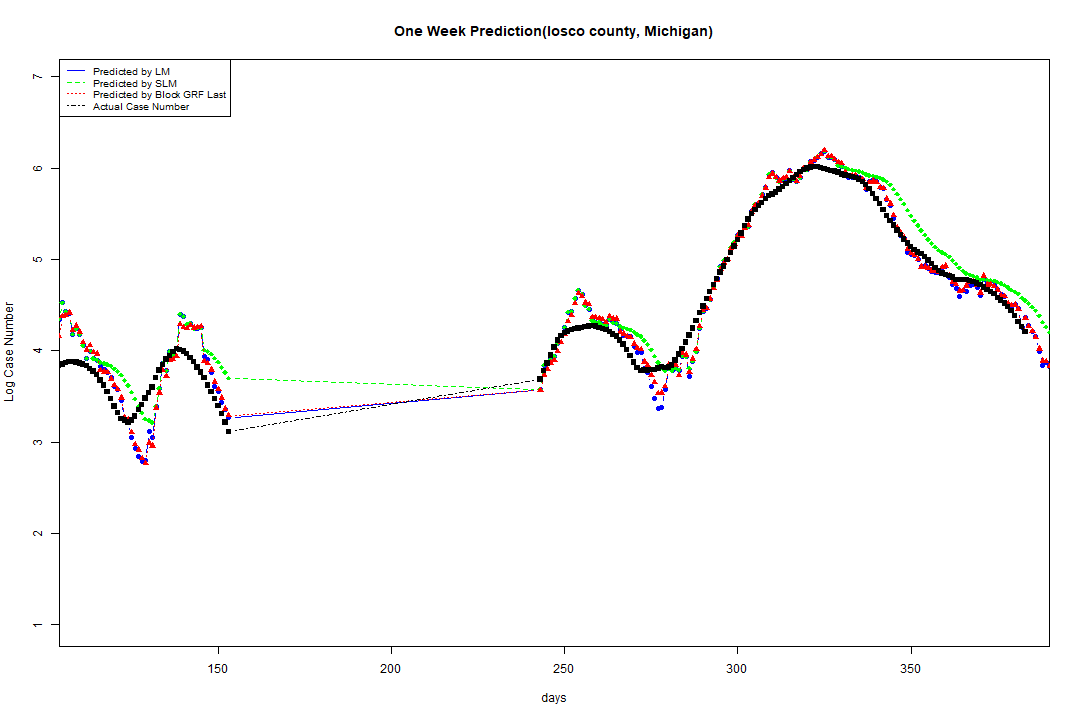 One Week Prediction(Iosco county, Michigan)
Predicted by LM
Predicted by SLM
Predicted by Block GRF Last
Actual Case Number
Log Case Number
7
6
5
4
3
2
1
150
200
250
300
350
days